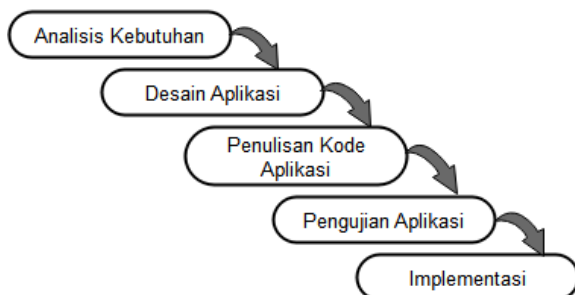 Analisis Kebutuhan
Desain Aplikasi
Penulisan Kode
Aplikasi
Pengujian Aplikasi
Implementasi